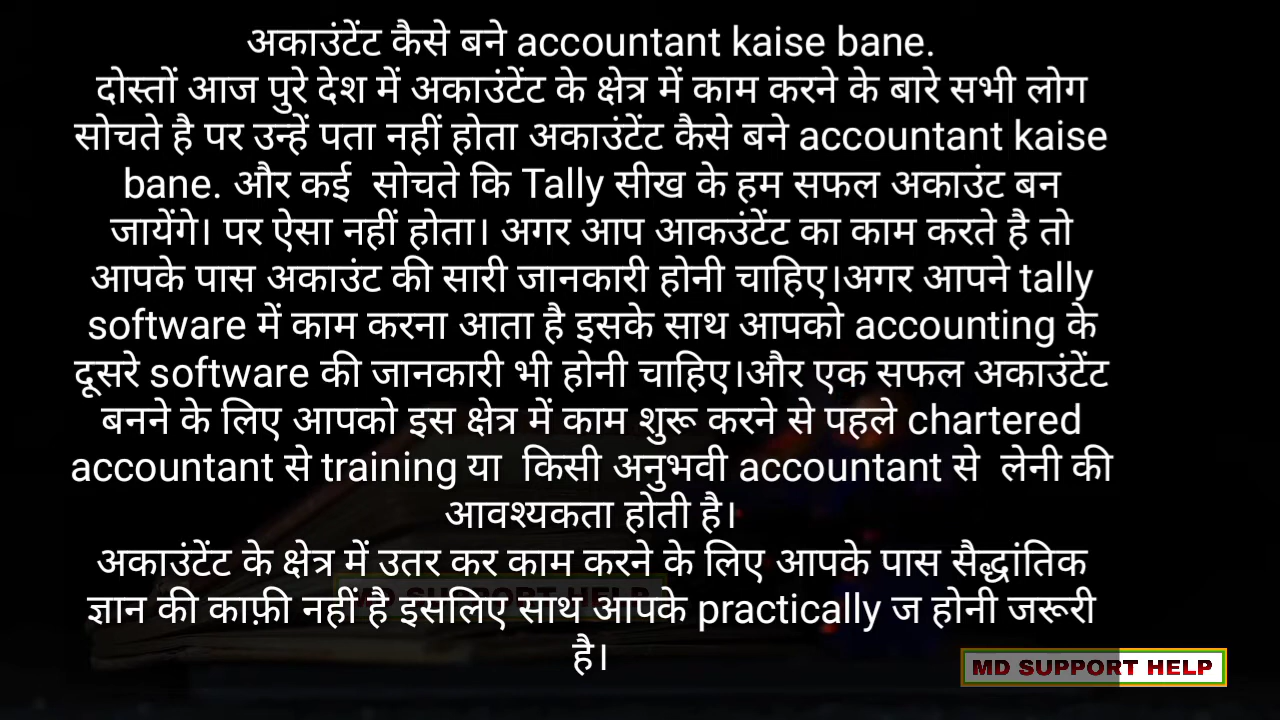 अकाउंटेंट कैसे बने accountant kaise bane.
दोस्तों आज पुरे देश में अकाउंटेंट के क्षेत्र में काम करने के बारे सभी लोग
सोचते है पर उन्हें पता नहीं होता अकाउंटेंट कैसे बने accountant kaise
bane. और कई  सोचते कि Tally सीख के हम सफल अकाउंट बन
जायेंगे। पर ऐसा नहीं होता। अगर आप आकउंटेंट का काम करते है तो
आपके पास अकाउंट की सारी जानकारी होनी चाहिए।अगर आपने tally
software में काम करना आता है इसके साथ आपको accounting के
दूसरे software की जानकारी भी होनी चाहिए।और एक सफल अकाउंटेंट
बनने के लिए आपको इस क्षेत्र में काम शुरू करने से पहले chartered
accountant से training या  किसी अनुभवी accountant से  लेनी की
आवश्यकता होती है।
अकाउंटेंट के क्षेत्र में उतर कर काम करने के लिए आपके पास सैद्धांतिक
ज्ञान की काफ़ी नहीं है इसलिए साथ आपके practically ज होनी जरूरी
है।
MD SUPPORT HELP
MD SUPPORT HELP